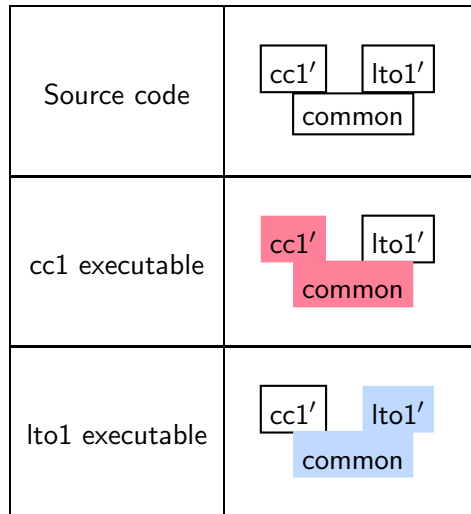 Source code
cc1′ lto1′
common
cc1 executable
cc1′ lto1′
common
lto1 executable
cc1′ lto1′
common